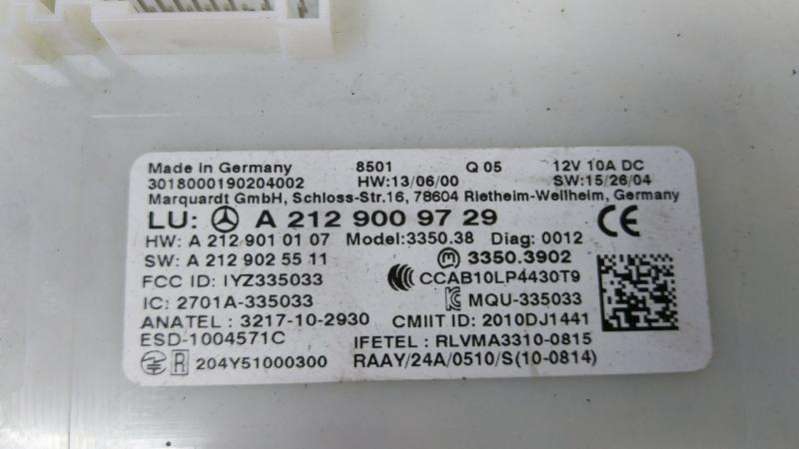 Made in Germany 8501 Q 05 12V 10A DC
3018000190204002 HW:13/06/00 SW:15/26/04
Marquardt GmbH, Schloss-Str.16, 78604 Rietheim-Weilheim, Germany
LU: A 212 900 97 29 CE
HW: A 212 901 01 07 Model:3350.38 Diag: 0012
SW: A 212 902 55 11 3350.3902
FCC ID: IYZ335033 CCAB10LP4430T9
IC: 2701A-335033 MQU-335033
ANATEL : 3217-10-2930 CMIIT ID: 2010DJ1441
ESD-1004571C IFETEL: RLVMA3310-0815
R 204Y51000300 RAAY/24A/0510/S(10-0814)